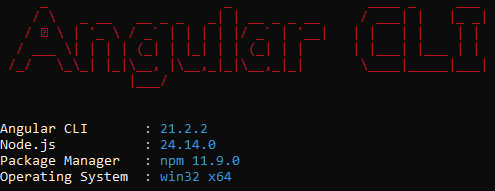 Angular CLI
Angular CLI : 21.2.2
Node.js : 24.14.0
Package Manager : npm 11.9.0
Operating System : win32 x64